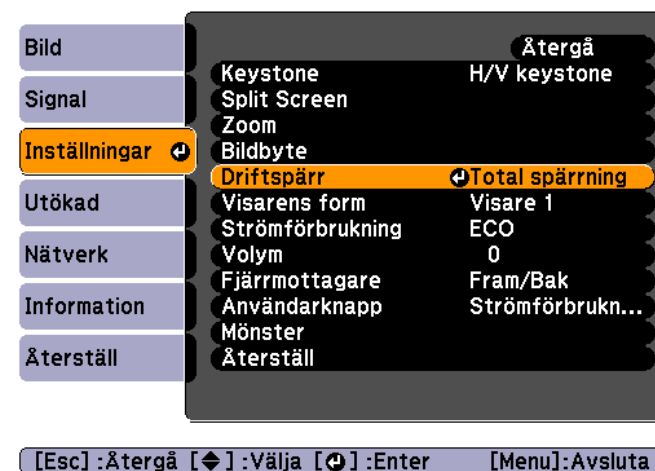 Bild
Signal
Inställningar
Utökad
Nätverk
Information
Återställ
Återgå
Keystone H/V keystone
Split Screen
Zoom
Bildbyte
Driftspärr Total spärrning
Visarens form Visare 1
Strömförbrukning ECO
Volym 0
Fjärrmottagare Fram/Bak
Användarknapp Strömförbrukn...
Mönster
Återställ
[Esc] :Återgå [◆] :Välja [⏎] :Enter [Menu]:Avsluta